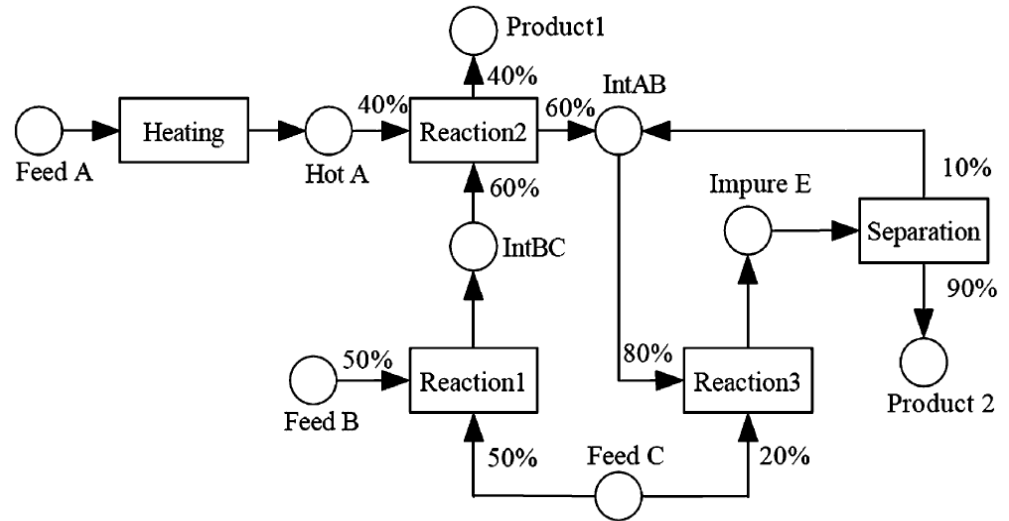 Product1
40%
IntAB
40%
60%
Heating
Reaction2
Feed A
Hot A
10%
60%
Impure E
Separation
IntBC
90%
50%
80%
Reaction1
Reaction3
Feed B
Product 2
50%
Feed C
20%